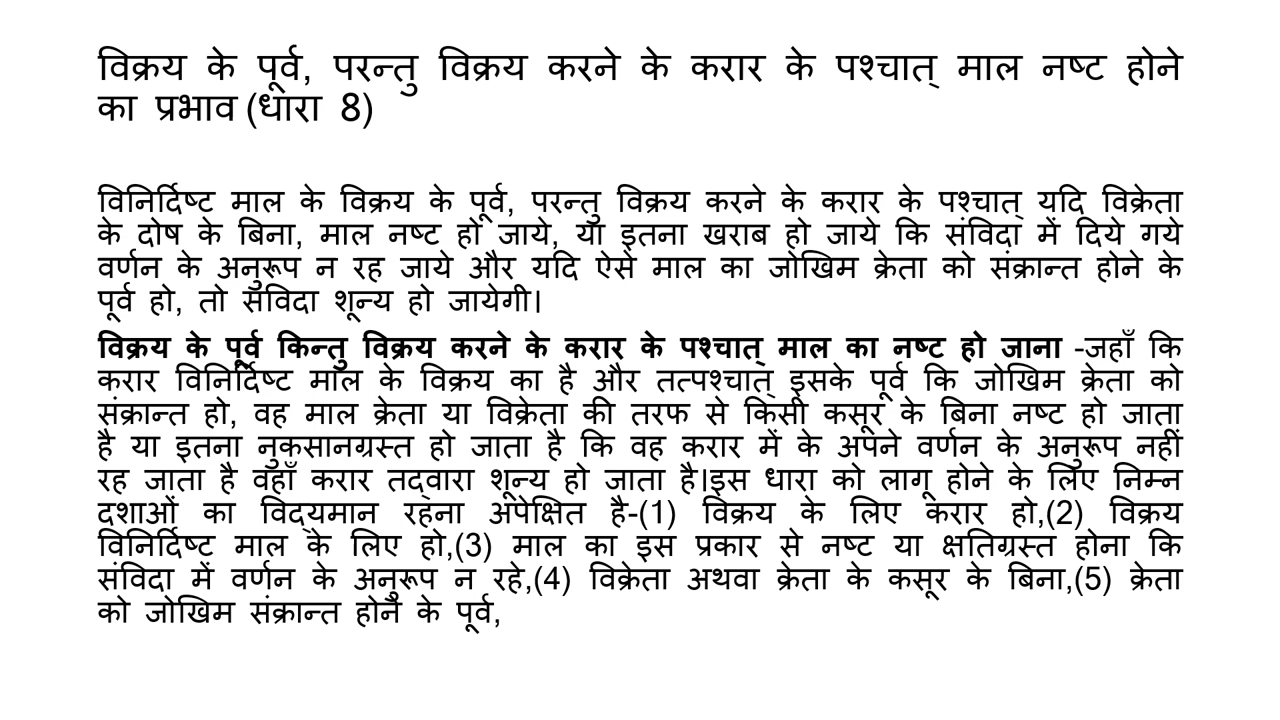 विक्रय के पूर्व, परन्तु विक्रय करने के करार के पश्चात् माल नष्ट होने
का प्रभाव (धारा 8)
विनिर्दिष्ट माल के विक्रय के पूर्व, परन्तु विक्रय करने के करार के पश्चात् यदि विक्रेता
के दोष के बिना, माल नष्ट हो जाये, या इतना खराब हो जाये कि संविदा में दिये गये
वर्णन के अनुरूप न रह जाये और यदि ऐसे माल का जोखिम क्रेता को संक्रान्त होने के
पूर्व हो, तो संविदा शून्य हो जायेगी।
विक्रय के पूर्व किन्तु विक्रय करने के करार के पश्चात् माल का नष्ट हो जाना -जहाँ कि
करार विनिर्दिष्ट माल के विक्रय का है और तत्पश्चात् इसके पूर्व कि जोखिम क्रेता को
संक्रान्त हो, वह माल क्रेता या विक्रेता की तरफ से किसी कसूर के बिना नष्ट हो जाता
है या इतना नुकसानग्रस्त हो जाता है कि वह करार में के अपने वर्णन के अनुरूप नहीं
रह जाता है वहाँ करार तद्वारा शून्य हो जाता है।इस धारा को लागू होने के लिए निम्न
दशाओं का विद्यमान रहना अपेक्षित है-(1) विक्रय के लिए करार हो,(2) विक्रय
विनिर्दिष्ट माल के लिए हो,(3) माल का इस प्रकार से नष्ट या क्षतिग्रस्त होना कि
संविदा में वर्णन के अनुरूप न रहे,(4) विक्रेता अथवा क्रेता के कसूर के बिना,(5) क्रेता
को जोखिम संक्रान्त होने के पूर्व,